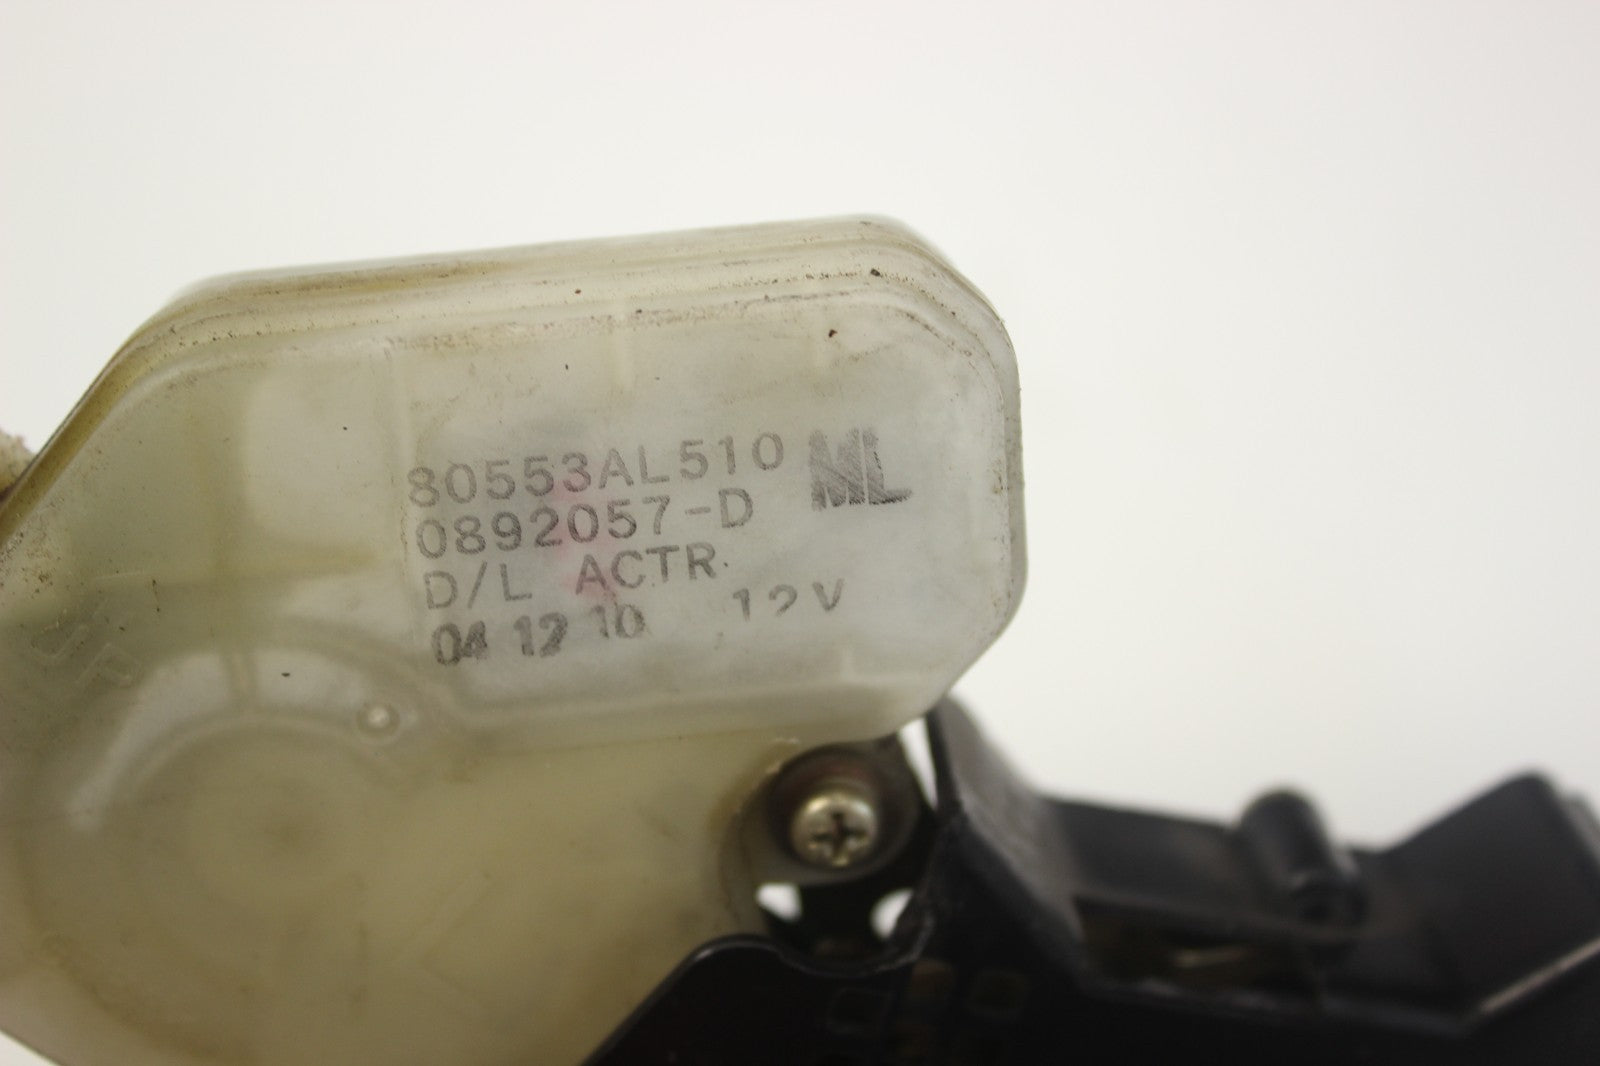 80553AL510 ML
0892057-D
D/L ACTR.
04 12 10 12V